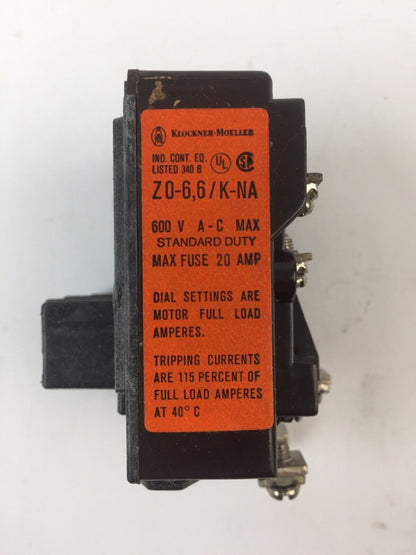 KLOCKNER-MOELLER
IND. CONT. EQ.
LISTED 340 B
UL
Z0-6,6/K-NA
600 V A-C MAX
STANDARD DUTY
MAX FUSE 20 AMP
DIAL SETTINGS ARE
MOTOR FULL LOAD
AMPERES.
TRIPPING CURRENTS
ARE 115 PERCENT OF
FULL LOAD AMPERES
AT 40° C